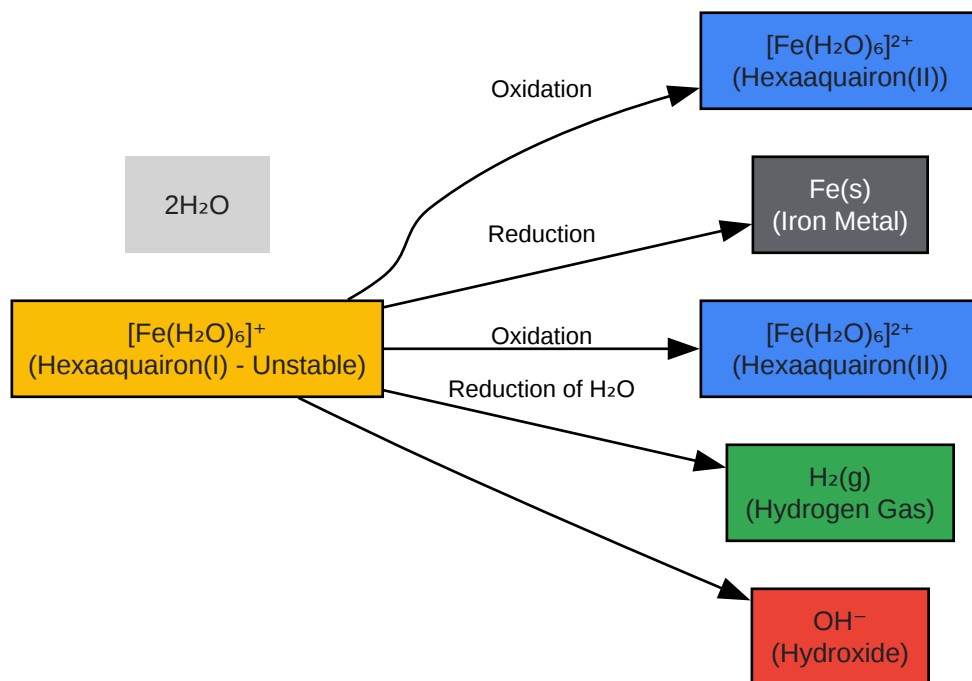 [Fe(H₂O)₆]²⁺
(Hexaaquairon(II))
Oxidation
2H₂O
Fe(s)
(Iron Metal)
Reduction
[Fe(H₂O)₆]⁺
(Hexaaquairon(I) - Unstable)
Oxidation
[Fe(H₂O)₆]²⁺
(Hexaaquairon(II))
Reduction of H₂O
H₂(g)
(Hydrogen Gas)
OH⁻
(Hydroxide)